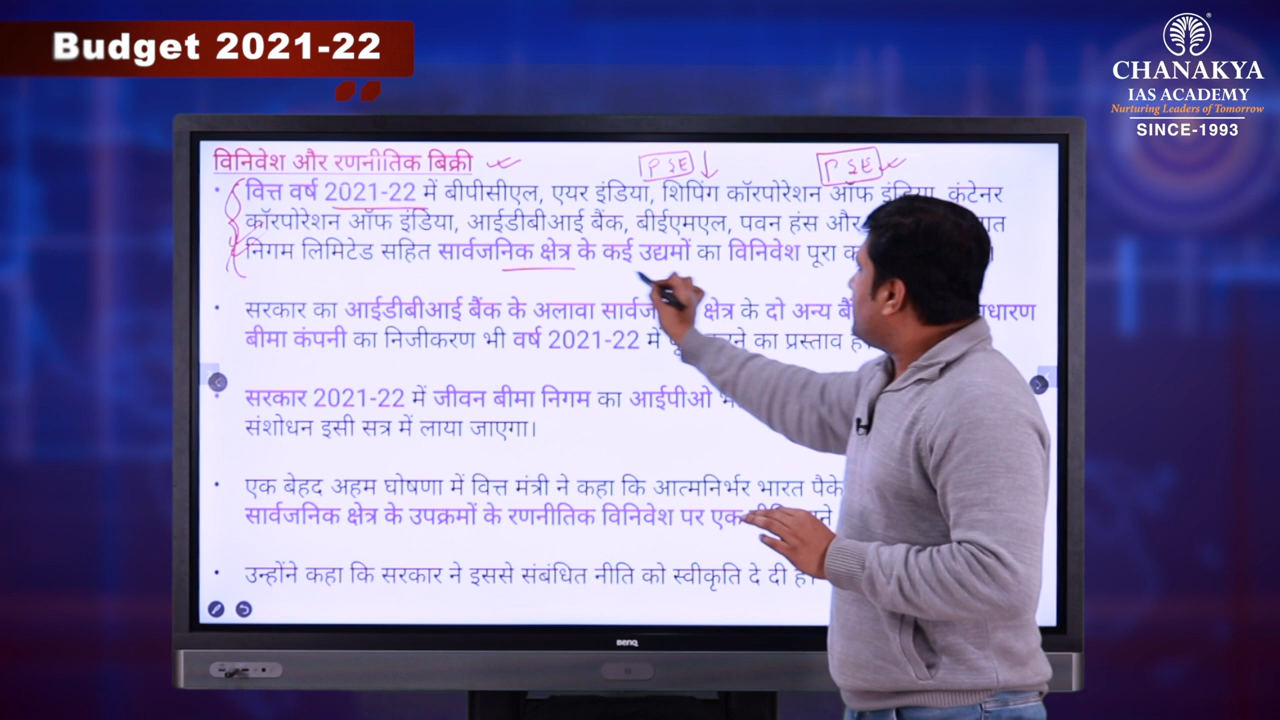 Budget 2021-22
CHANAKYA
IAS ACADEMY
Nurturing Leaders of Tomorrow
SINCE-1993
विनिवेश और रणनीतिक बिक्री
PSE
PSE
• वित्त वर्ष 2021-22 में बीपीसीएल, एयर इंडिया, शिपिंग कॉरपोरेशन ऑफ इंडिया, कंटेनर
कॉरपोरेशन ऑफ इंडिया, आईडीबीआई बैंक, बीईएमएल, पवन हंस और
निगम लिमिटेड सहित सार्वजनिक क्षेत्र के कई उद्यमों का विनिवेश पूरा
• सरकार का आईडीबीआई बैंक के अलावा क्षेत्र के दो अन्य
बीमा कंपनी का निजीकरण भी वर्ष 2021-22 में का प्रस्ताव
• सरकार 2021-22 में जीवन बीमा निगम का आईपीओ
संशोधन इसी सत्र में लाया जाएगा।
• एक बेहद अहम घोषणा में वित्त मंत्री ने कहा कि आत्मनिर्भर भारत
सार्वजनिक क्षेत्र के उपक्रमों के रणनीतिक विनिवेश पर एक
• उन्होंने कहा कि सरकार ने इससे संबंधित नीति को स्वीकृति दे दी
BenQ